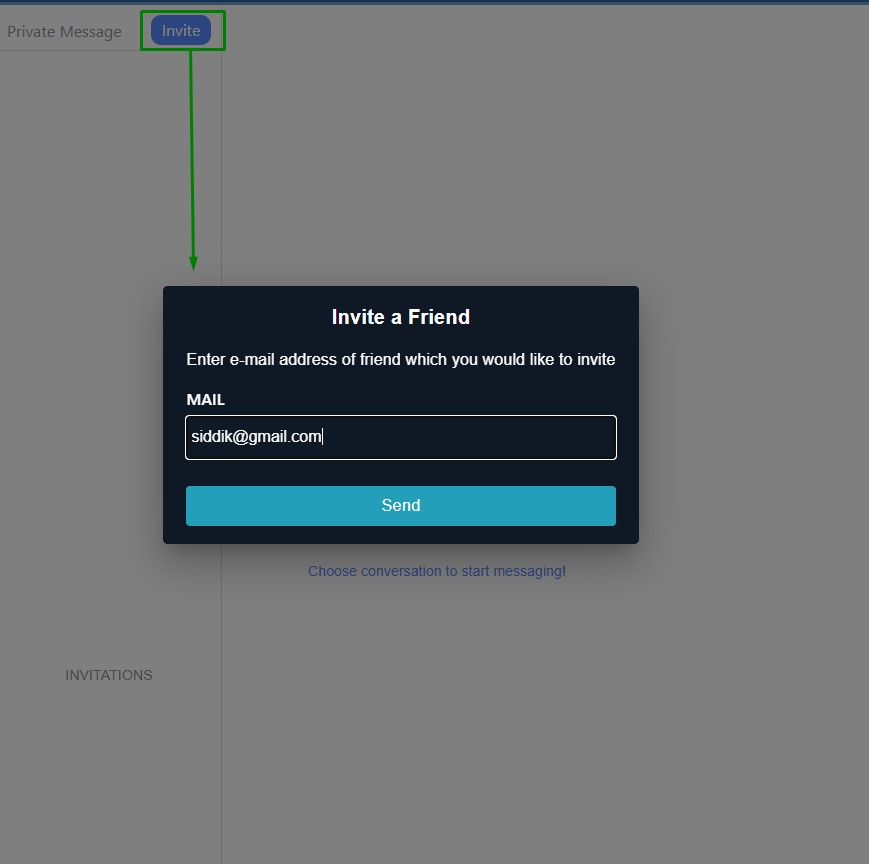 Private Message
Invite
Invite a Friend
Enter e-mail address of friend which you would like to invite
MAIL
siddik@gmail.com
Send
Choose conversation to start messaging!
INVITATIONS